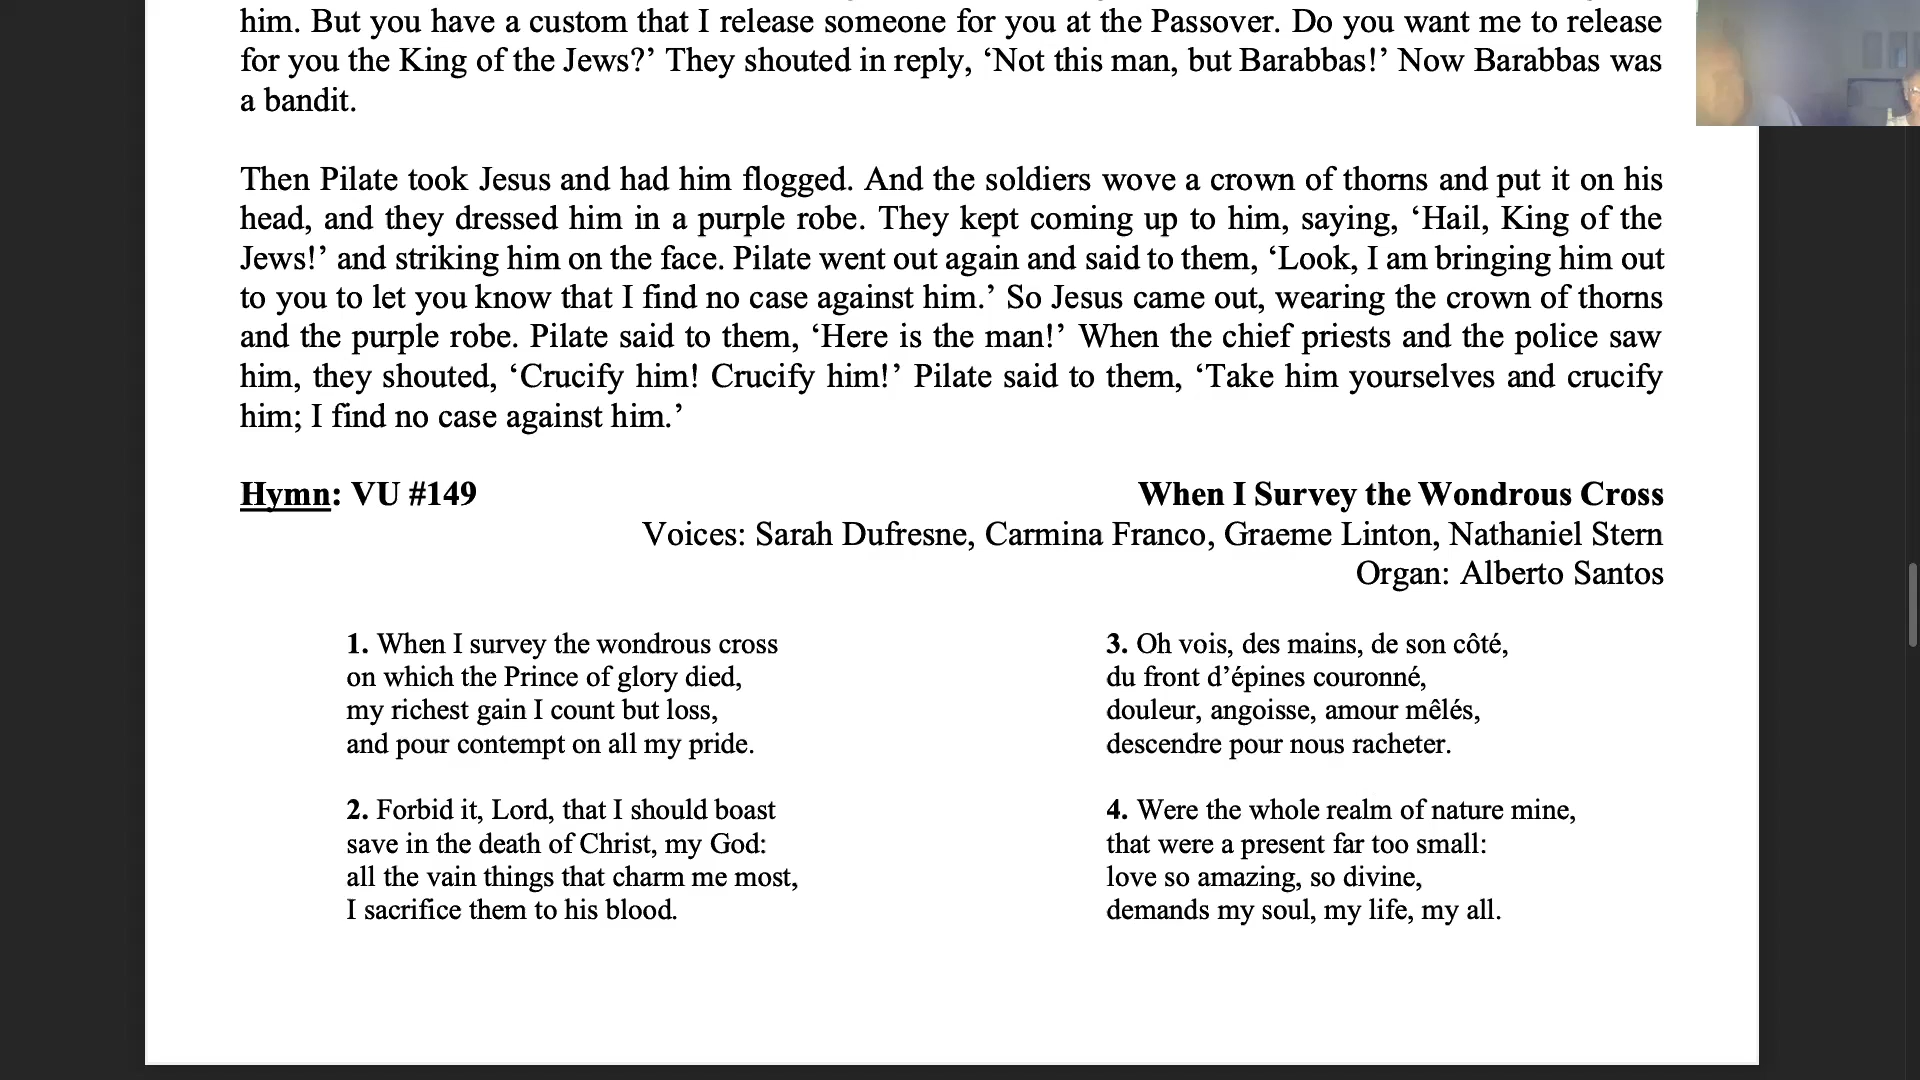 him. But you have a custom that I release someone for you at the Passover. Do you want me to release
for you the King of the Jews?’ They shouted in reply, ‘Not this man, but Barabbas!’ Now Barabbas was
a bandit.
Then Pilate took Jesus and had him flogged. And the soldiers wove a crown of thorns and put it on his
head, and they dressed him in a purple robe. They kept coming up to him, saying, ‘Hail, King of the
Jews!’ and striking him on the face. Pilate went out again and said to them, ‘Look, I am bringing him out
to you to let you know that I find no case against him.’ So Jesus came out, wearing the crown of thorns
and the purple robe. Pilate said to them, ‘Here is the man!’ When the chief priests and the police saw
him, they shouted, ‘Crucify him! Crucify him!’ Pilate said to them, ‘Take him yourselves and crucify
him; I find no case against him.’
Hymn: VU #149 When I Survey the Wondrous Cross
Voices: Sarah Dufresne, Carmina Franco, Graeme Linton, Nathaniel Stern
Organ: Alberto Santos
1. When I survey the wondrous cross
on which the Prince of glory died,
my richest gain I count but loss,
and pour contempt on all my pride.
2. Forbid it, Lord, that I should boast
save in the death of Christ, my God:
all the vain things that charm me most,
I sacrifice them to his blood.
3. Oh vois, des mains, de son côté,
du front d’épines couronné,
douleur, angoisse, amour mêlés,
descendre pour nous racheter.
4. Were the whole realm of nature mine,
that were a present far too small:
love so amazing, so divine,
demands my soul, my life, my all.